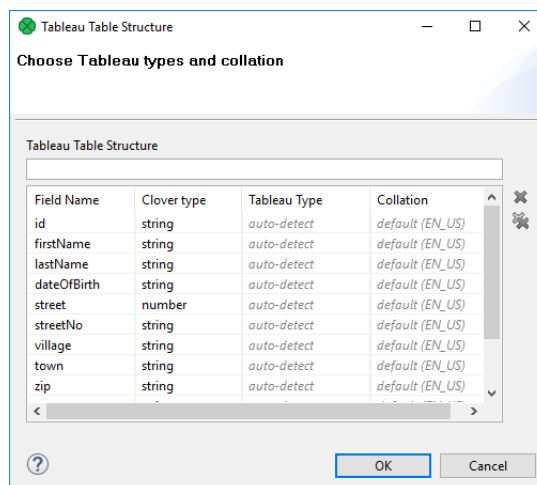 Tableau Table Structure
Choose Tableau types and collation
Tableau Table Structure
Field Name Clover type Tableau Type Collation
id string auto-detect default (EN_US)
firstName string auto-detect default (EN_US)
lastName string auto-detect default (EN_US)
dateOfBirth string auto-detect default (EN_US)
street number auto-detect default (EN_US)
streetNo string auto-detect default (EN_US)
village string auto-detect default (EN_US)
town string auto-detect default (EN_US)
zip string auto-detect default (EN_US)
OK Cancel